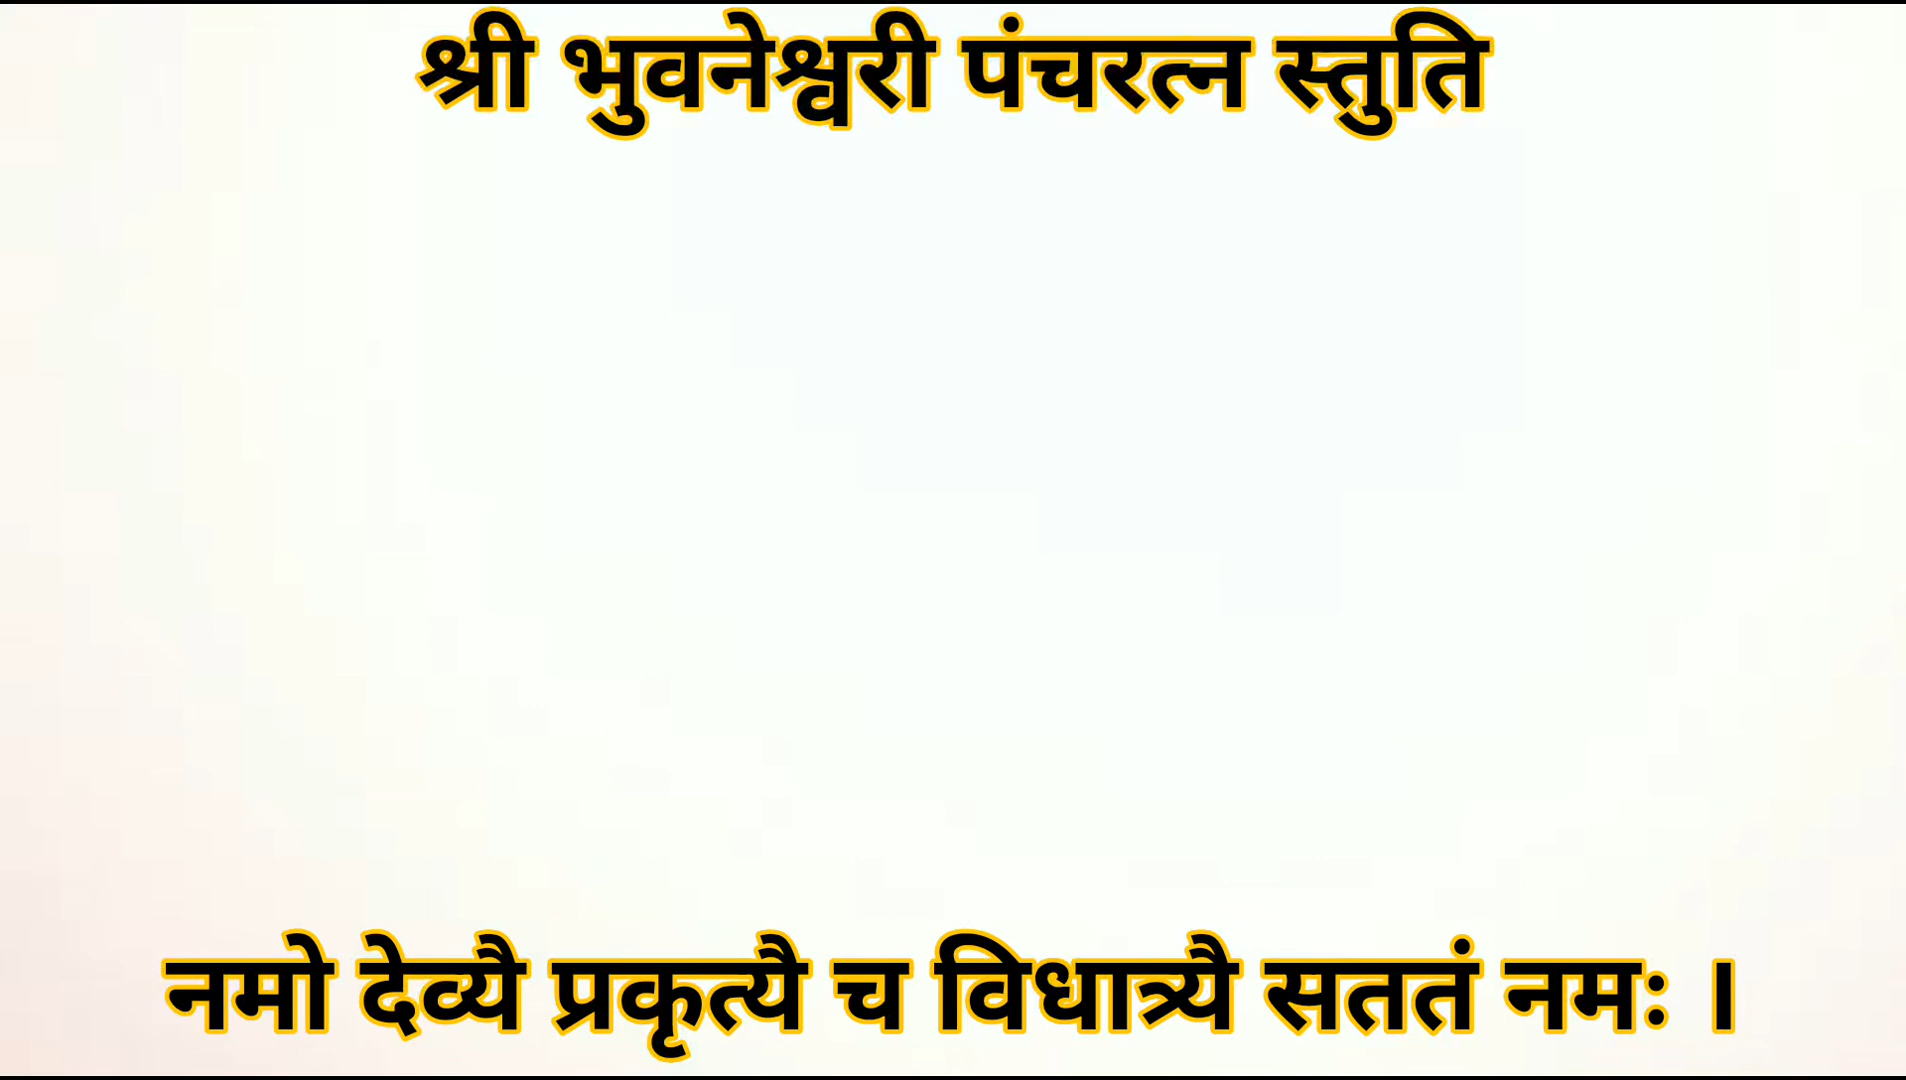 श्री भुवनेश्वरी पंचरत्न स्तुति
नमो देव्यै प्रकृत्यै च विधात्र्यै सततं नमः ।